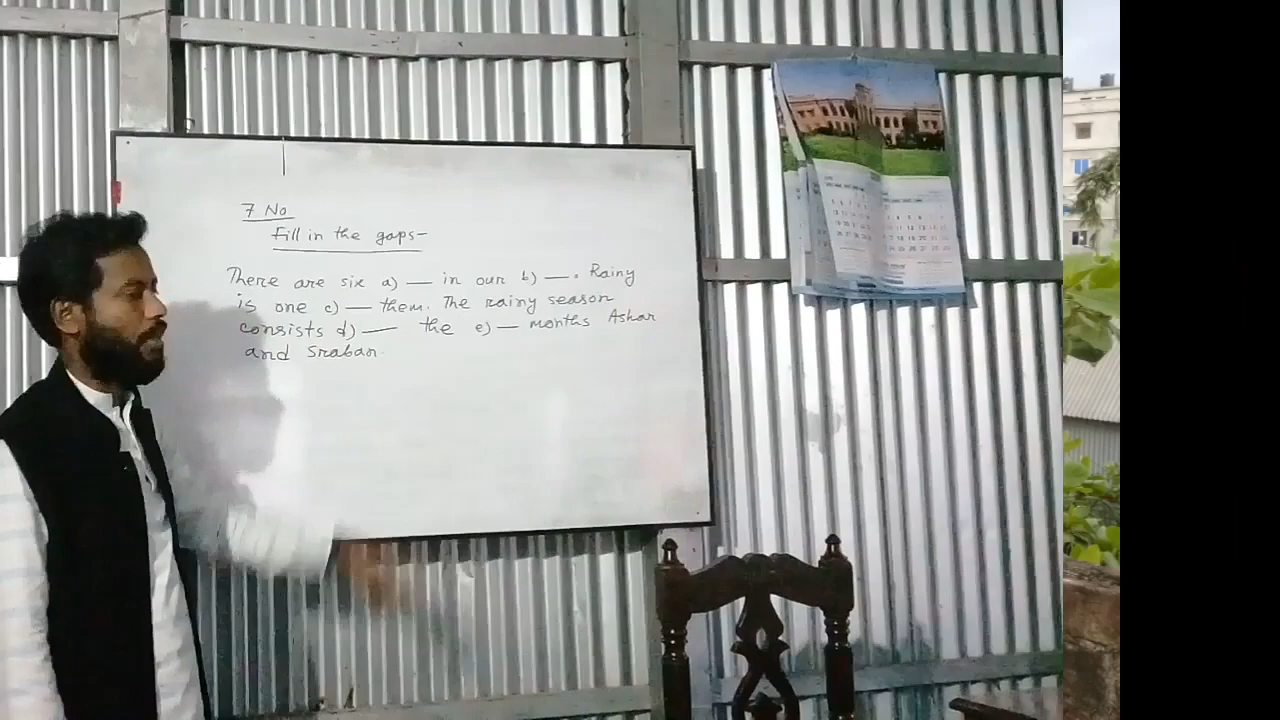 7 No
Fill in the gaps-
There are six a) — in our b) —. Rainy
is one c) — them. The rainy season
consists d) — the e) — months Ashar
and Sraban.